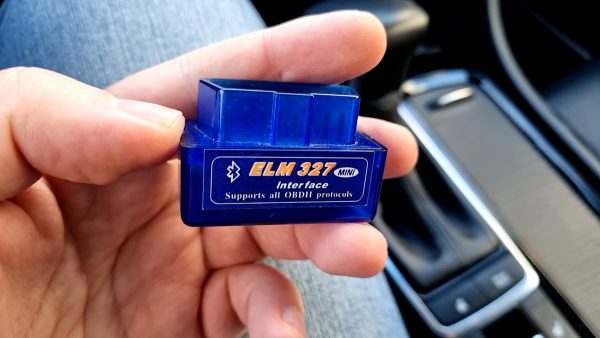 ELM 327 MINI
Interface
Supports all OBDII protocols